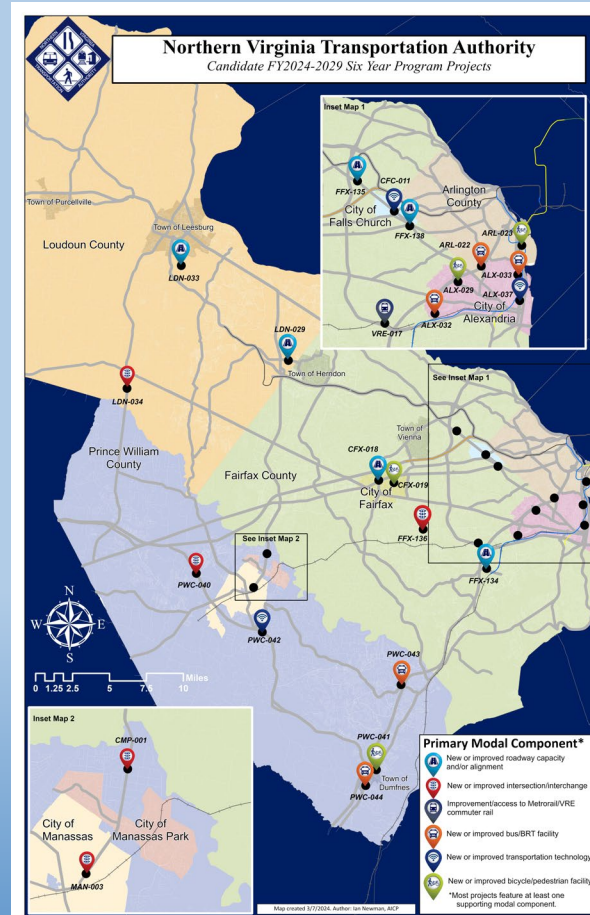 NORTHERN VIRGINIA
TRANSPORTATION AUTHORITY
Northern Virginia Transportation Authority
Candidate FY2024-2029 Six Year Program Projects
Inset Map 1
FFX-135
CFC-011
Arlington
County
City of
Falls Church
FFX-138
ARL-023
ARL-022
ALX-033
ALX-029
ALX-037
City of
Alexandria
ALX-032
VRE-017
Town of Purcellville
Town of Leesburg
Loudoun County
LDN-033
LDN-029
Town of Herndon
LDN-034
See Inset Map 1
Prince William
County
Town of
Vienna
CFX-018
Fairfax County
CFX-019
City of
Fairfax
FFX-136
See Inset Map 2
FFX-134
PWC-040
N
W
E
S
PWC-042
PWC-043
0 1.25 2.5 5 7.5 10
Miles
Inset Map 2
CMP-001
City of
Manassas
City of
Manassas Park
MAN-003
PWC-041
Town of
Dumfries
PWC-044
Primary Modal Component*
New or improved roadway capacity
and/or alignment
New or improved intersection/interchange
Improvement/access to Metrorail/VRE
commuter rail
New or improved bus/BRT facility
New or improved transportation technology
New or improved bicycle/pedestrian facility
*Most projects feature at least one
supporting modal component.
Map created 3/7/2024. Author: Ian Newman, AICP